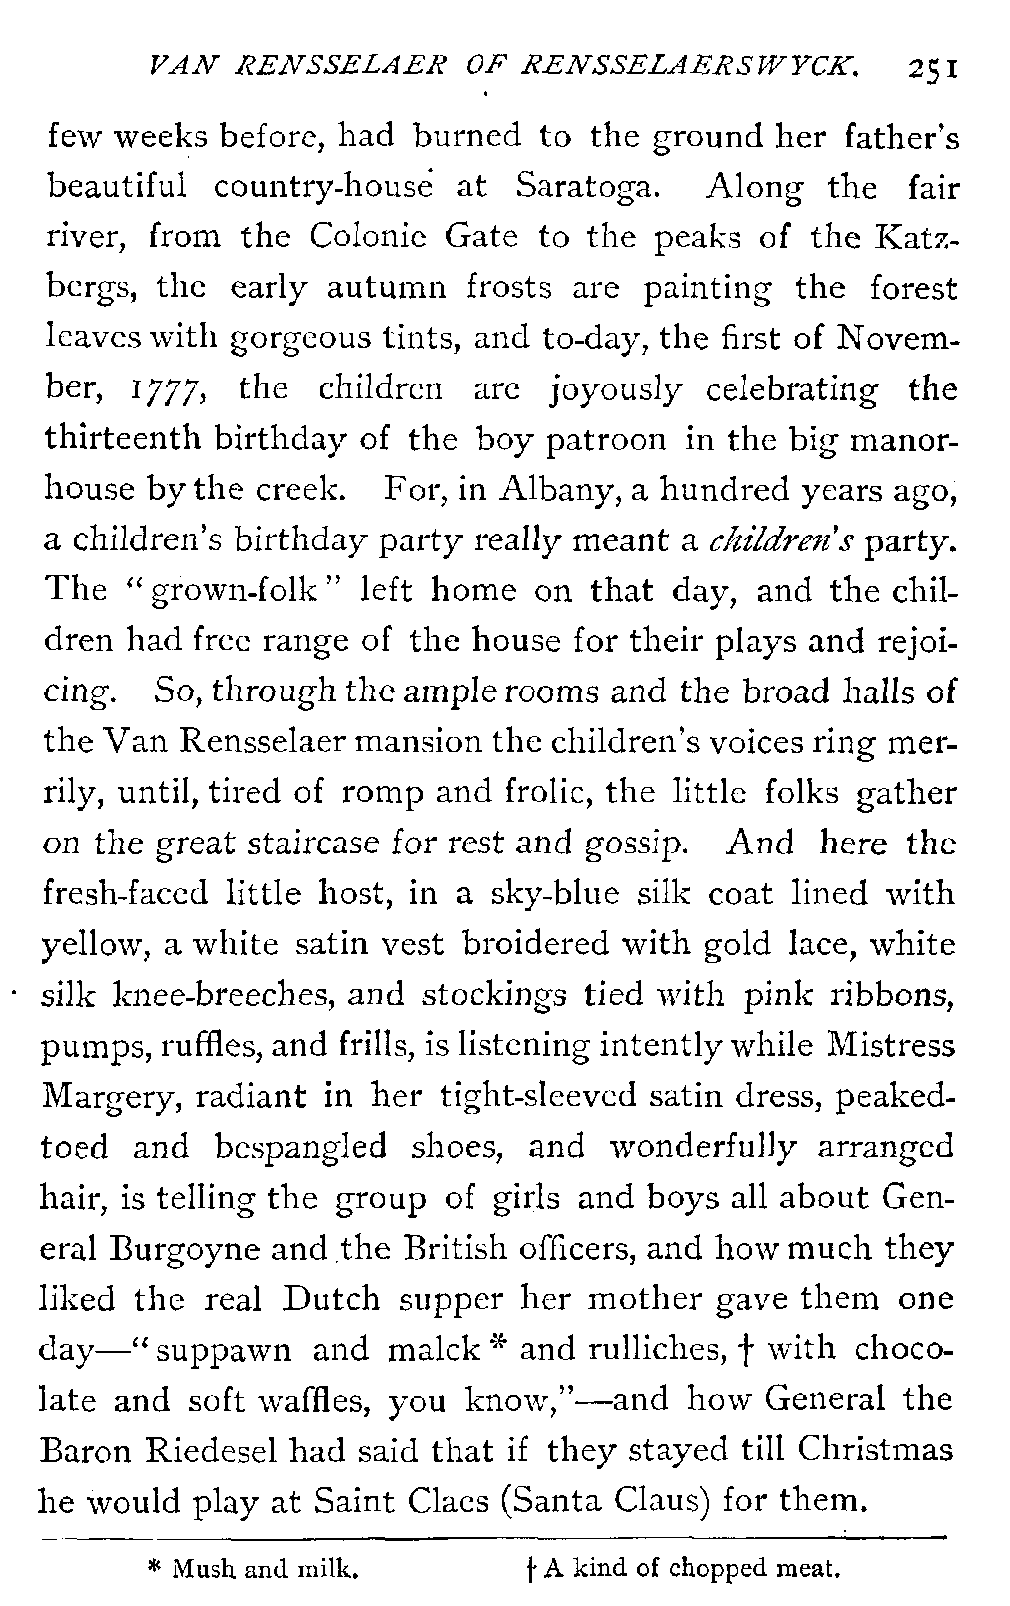 VAN RENSSELAER OF RENSSELAERSWYCK. 251
few weeks before, had burned to the ground her father's
beautiful country-house at Saratoga. Along the fair
river, from the Colonie Gate to the peaks of the Katz-
bergs, the early autumn frosts are painting the forest
leaves with gorgeous tints, and to-day, the first of Novem-
ber, 1777, the children are joyously celebrating the
thirteenth birthday of the boy patroon in the big manor-
house by the creek. For, in Albany, a hundred years ago,
a children's birthday party really meant a children's party.
The "grown-folk" left home on that day, and the chil-
dren had free range of the house for their plays and rejoi-
cing. So, through the ample rooms and the broad halls of
the Van Rensselaer mansion the children's voices ring mer-
rily, until, tired of romp and frolic, the little folks gather
on the great staircase for rest and gossip. And here the
fresh-faced little host, in a sky-blue silk coat lined with
yellow, a white satin vest broidered with gold lace, white
silk knee-breeches, and stockings tied with pink ribbons,
pumps, ruffles, and frills, is listening intently while Mistress
Margery, radiant in her tight-sleeved satin dress, peaked-
toed and bespangled shoes, and wonderfully arranged
hair, is telling the group of girls and boys all about Gen-
eral Burgoyne and the British officers, and how much they
liked the real Dutch supper her mother gave them one
day—"suppawn and malck * and rulliches, † with choco-
late and soft waffles, you know,"—and how General the
Baron Riedesel had said that if they stayed till Christmas
he would play at Saint Claes (Santa Claus) for them.
* Mush and milk. † A kind of chopped meat.